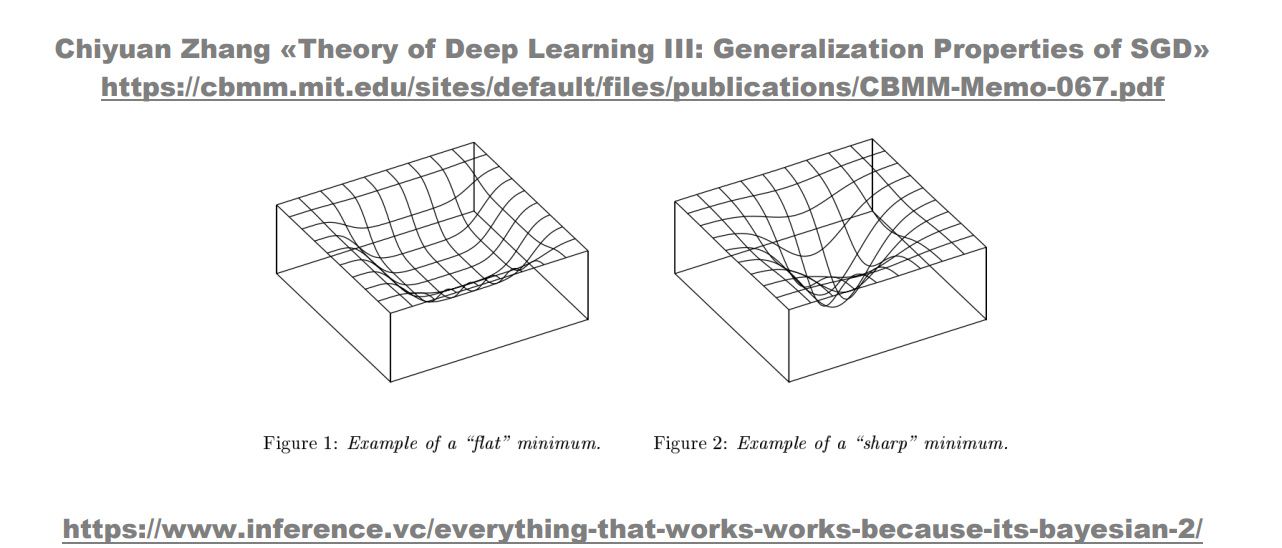 Chiyuan Zhang «Theory of Deep Learning III: Generalization Properties of SGD»
https://cbmm.mit.edu/sites/default/files/publications/CBMM-Memo-067.pdf
Figure 1: Example of a “flat” minimum.
Figure 2: Example of a “sharp” minimum.
https://www.inference.vc/everything-that-works-works-because-its-bayesian-2/